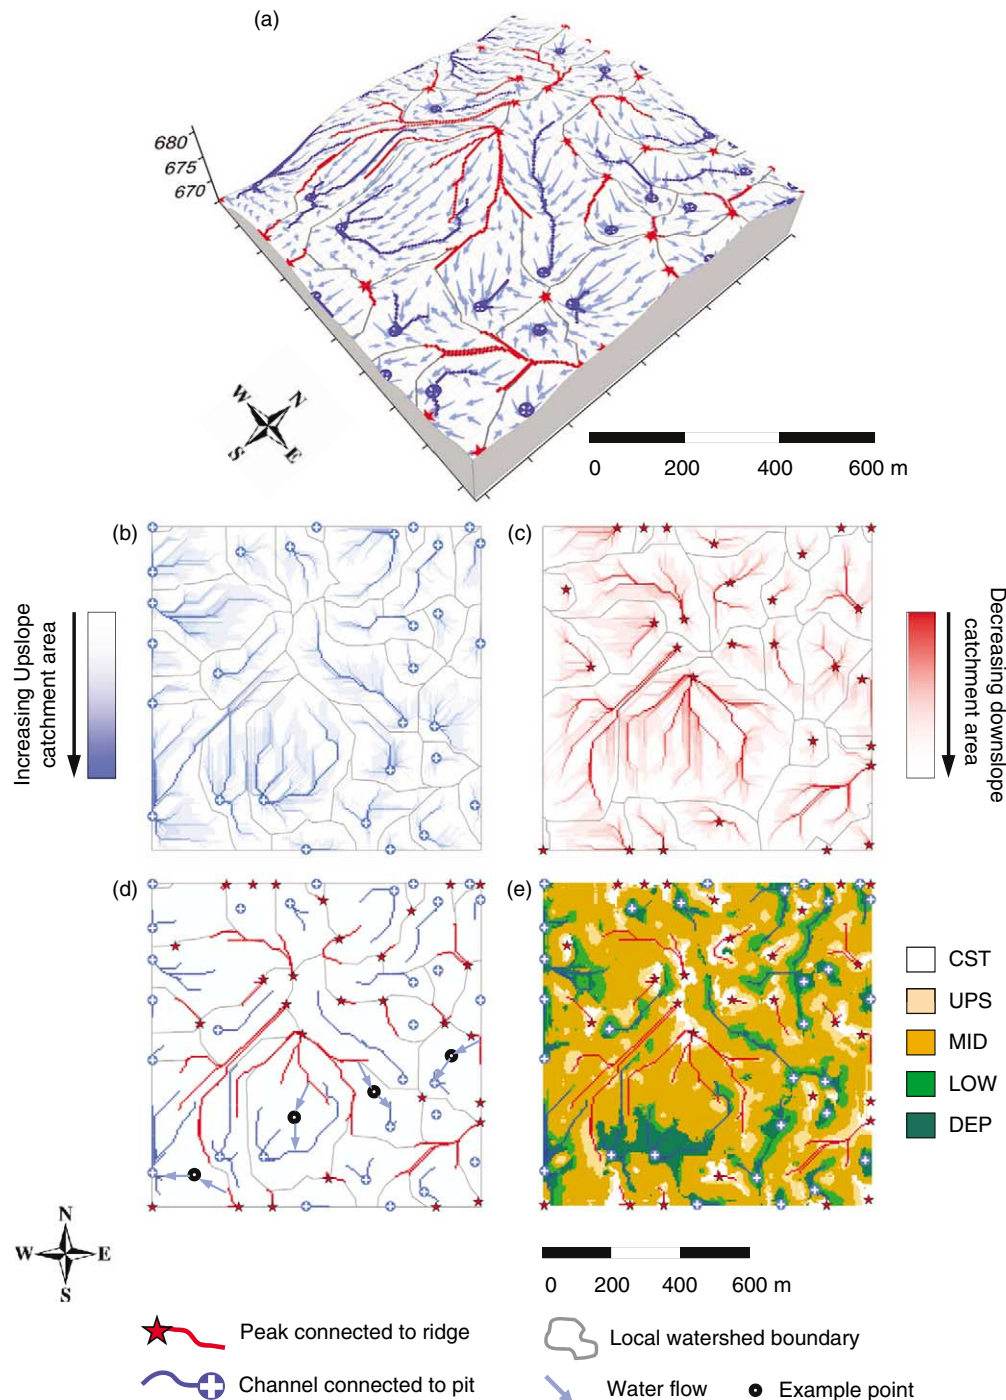 (a)
680
675
670
W
N
S
E
0 200 400 600 m
(b)
(c)
Increasing Upslope
catchment area
Decreasing downslope
catchment area
(d)
(e)
CST
UPS
MID
LOW
DEP
N
W E
S
0 200 400 600 m
Peak connected to ridge
Local watershed boundary
Channel connected to pit
Water flow
Example point